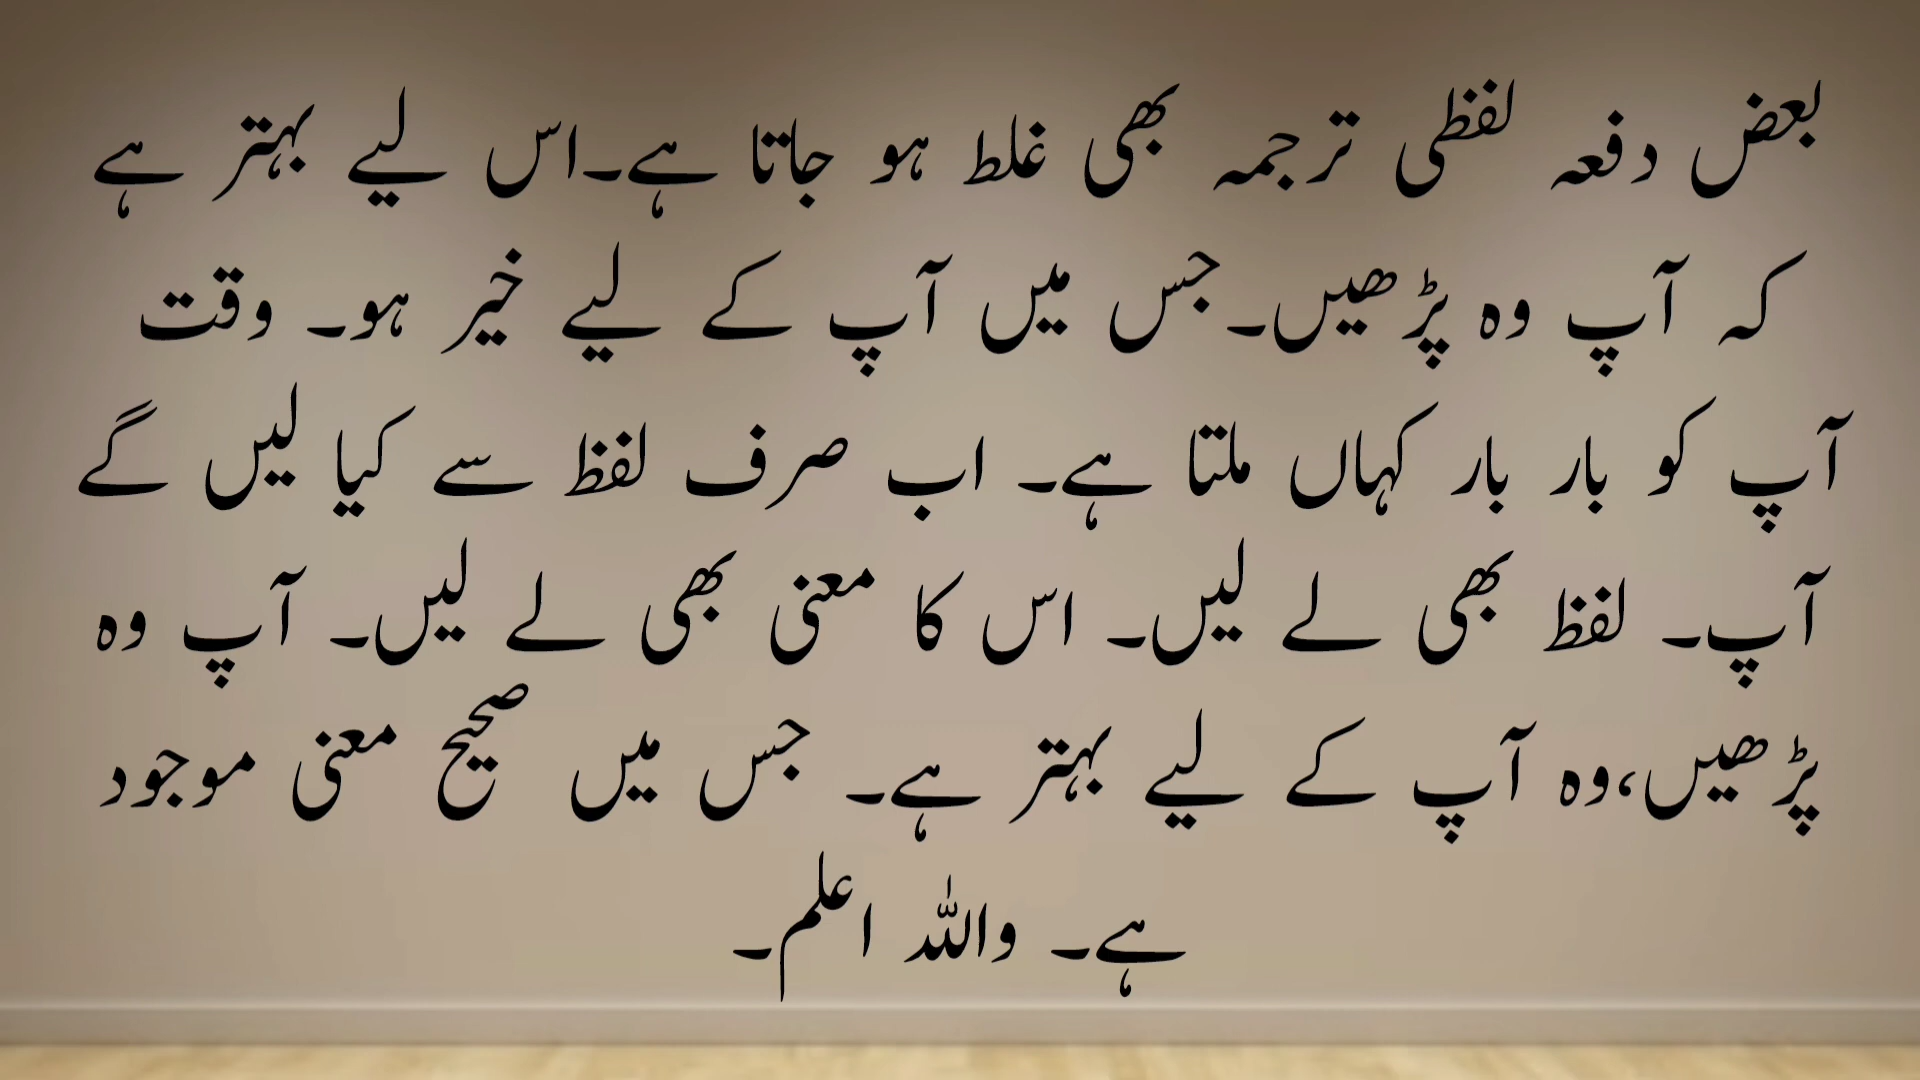 بعض دفعہ لفظی ترجمہ بھی غلط ہو جاتا ہے۔اس لیے بہتر ہے
کہ آپ وہ پڑھیں۔جس میں آپ کے لیے خیر ہو۔ وقت
آپ کو بار بار کہاں ملتا ہے۔ اب صرف لفظ سے کیا لیں گے
آپ۔ لفظ بھی لے لیں۔ اس کا معنی بھی لے لیں۔ آپ وہ
پڑھیں،وہ آپ کے لیے بہتر ہے۔ جس میں صحیح معنی موجود
ہے۔ واللہ اعلم۔